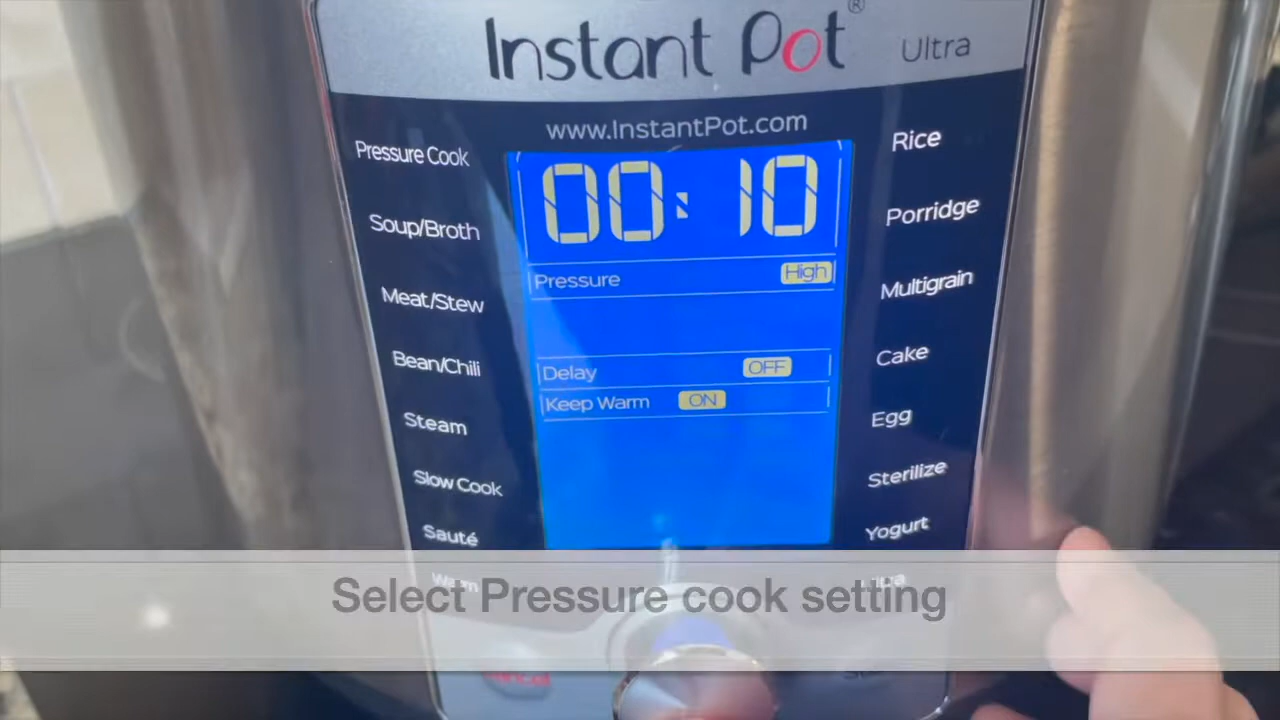 Instant Pot® Ultra
www.InstantPot.com
Pressure Cook
Soup/Broth
Meat/Stew
Bean/Chili
Steam
Slow Cook
Sauté
Warm
00:10
Pressure High
Delay OFF
Keep Warm ON
Rice
Porridge
Multigrain
Cake
Egg
Sterilize
Yogurt
Select Pressure cook setting